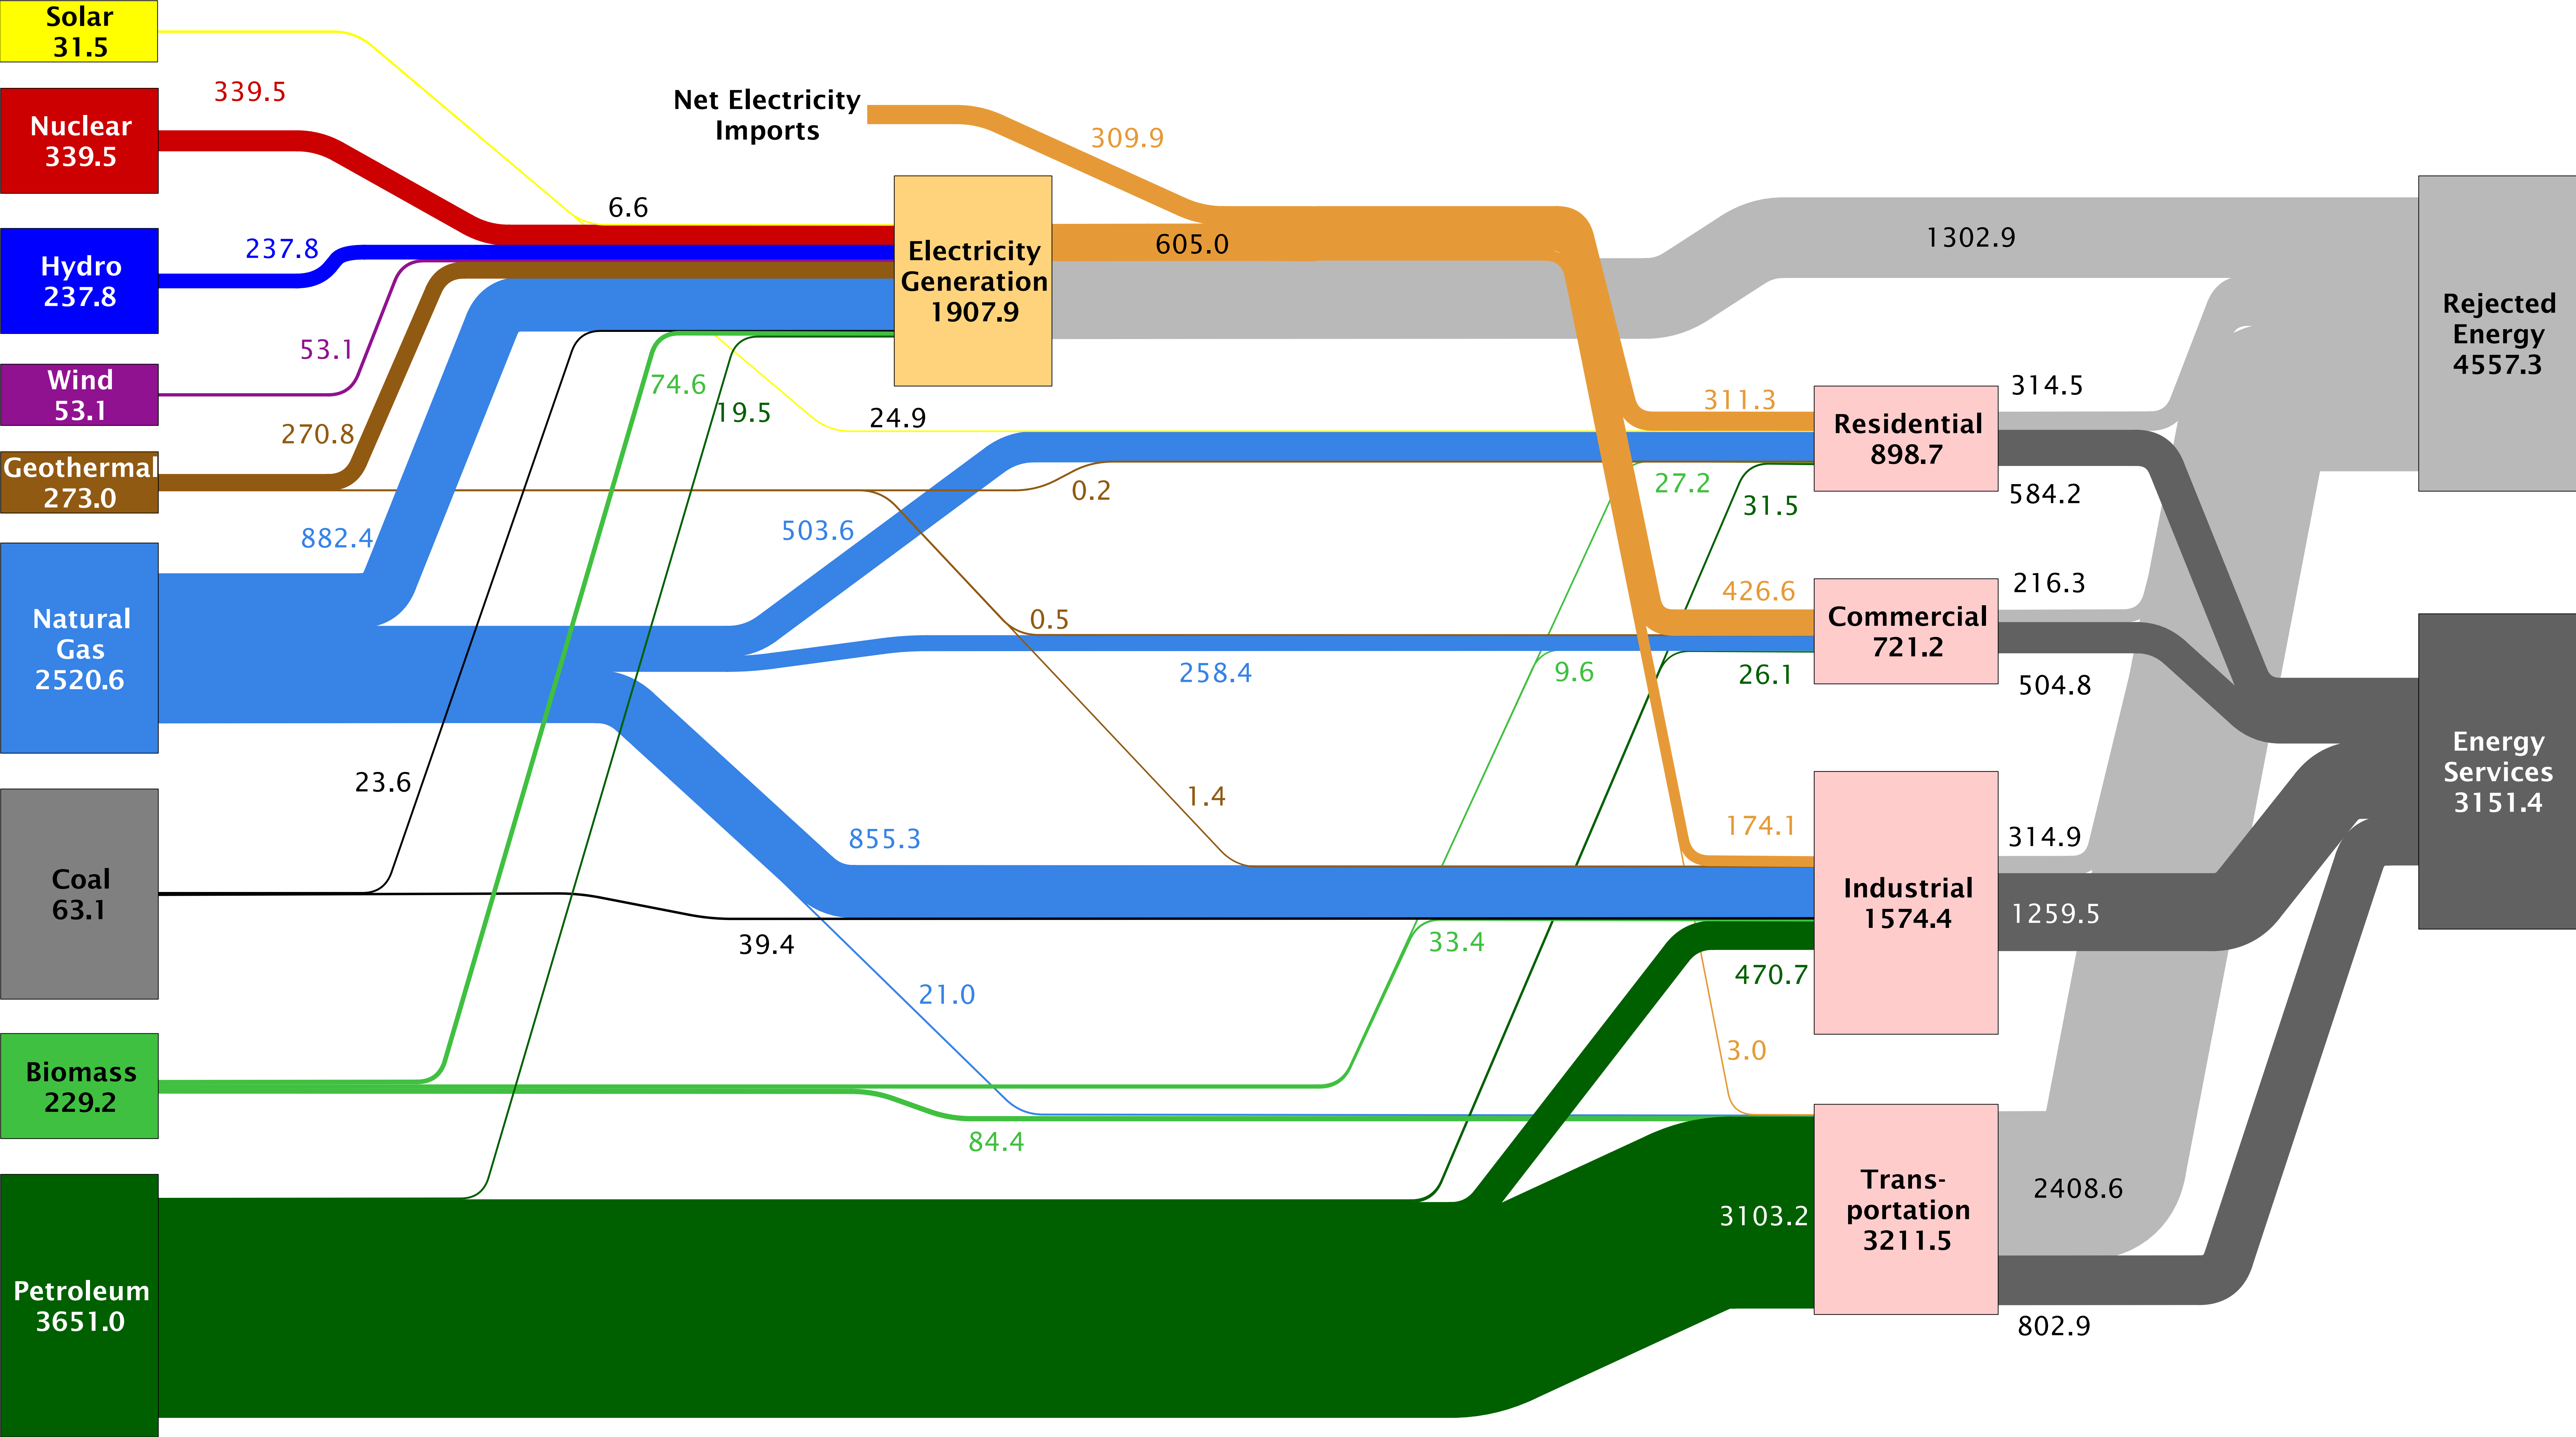 Solar
31.5
339.5
Nuclear
339.5
Net Electricity
Imports
309.9
6.6
237.8
Hydro
237.8
Electricity
Generation
1907.9
605.0
1302.9
Rejected
Energy
4557.3
53.1
Wind
53.1
74.6
19.5
24.9
311.3
Residential
898.7
314.5
584.2
270.8
Geothermal
273.0
0.2
27.2
31.5
882.4
503.6
Natural
Gas
2520.6
0.5
258.4
9.6
426.6
26.1
Commercial
721.2
216.3
504.8
Energy
Services
3151.4
23.6
855.3
1.4
174.1
Coal
63.1
39.4
33.4
470.7
Industrial
1574.4
314.9
1259.5
21.0
3.0
Biomass
229.2
84.4
Petroleum
3651.0
3103.2
Trans-
portation
3211.5
2408.6
802.9